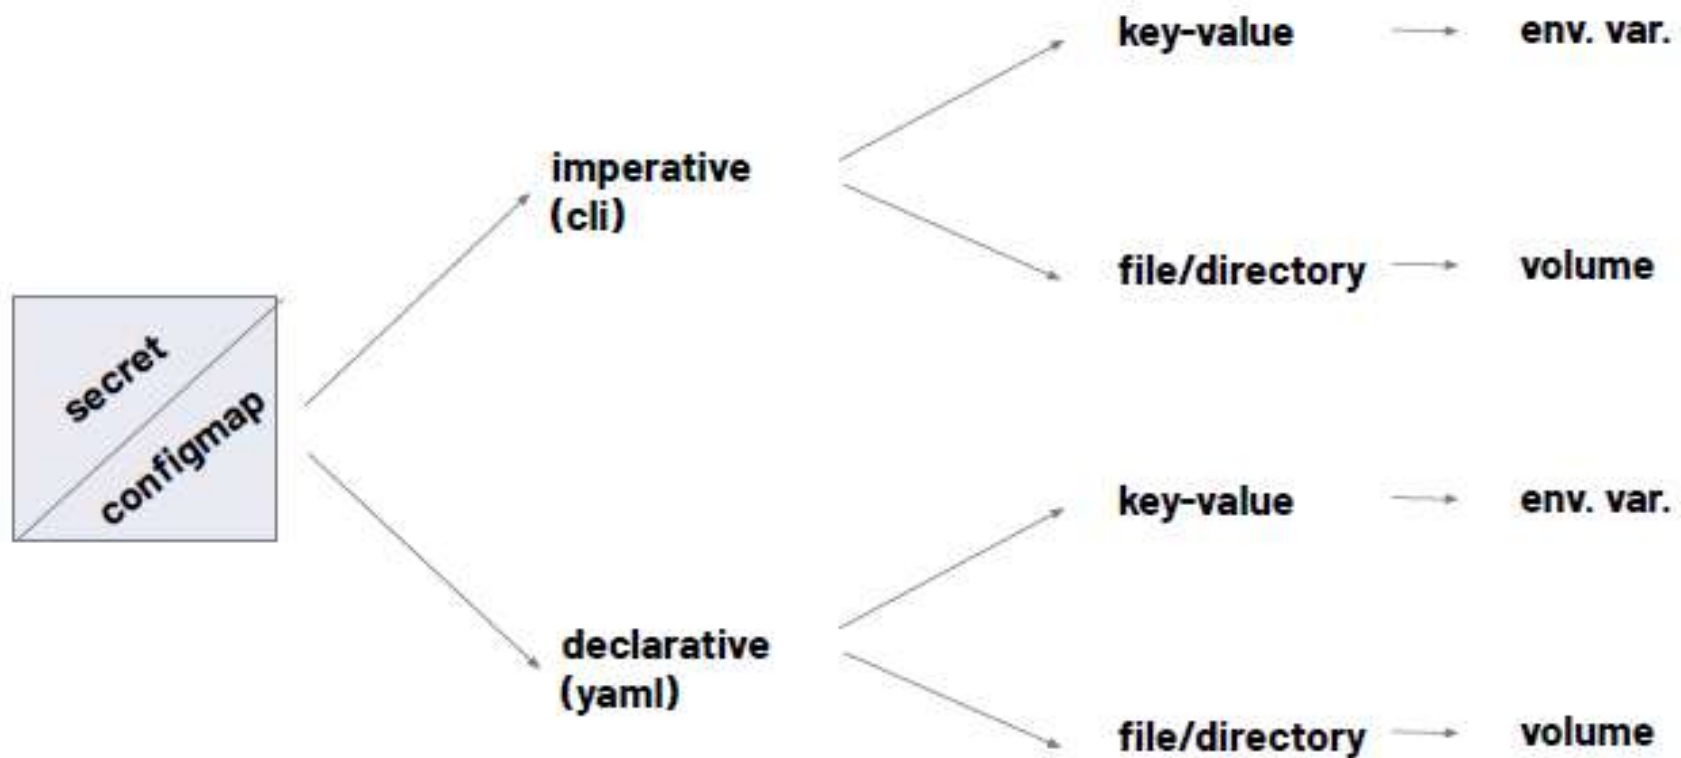 key-value
env. var.
imperative
(cli)
file/directory
volume
secret
configmap
key-value
env. var.
declarative
(yaml)
file/directory
volume